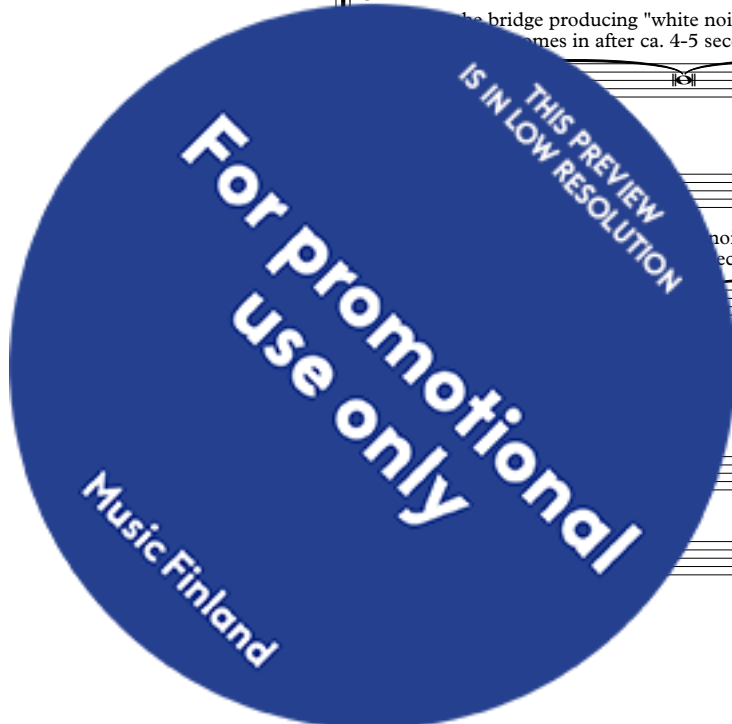 he bridge producing "white noi
omes in after ca. 4-5 sec
THIS PREVIEW
IS IN LOW RESOLUTION
For promotional
use only
Music Finland